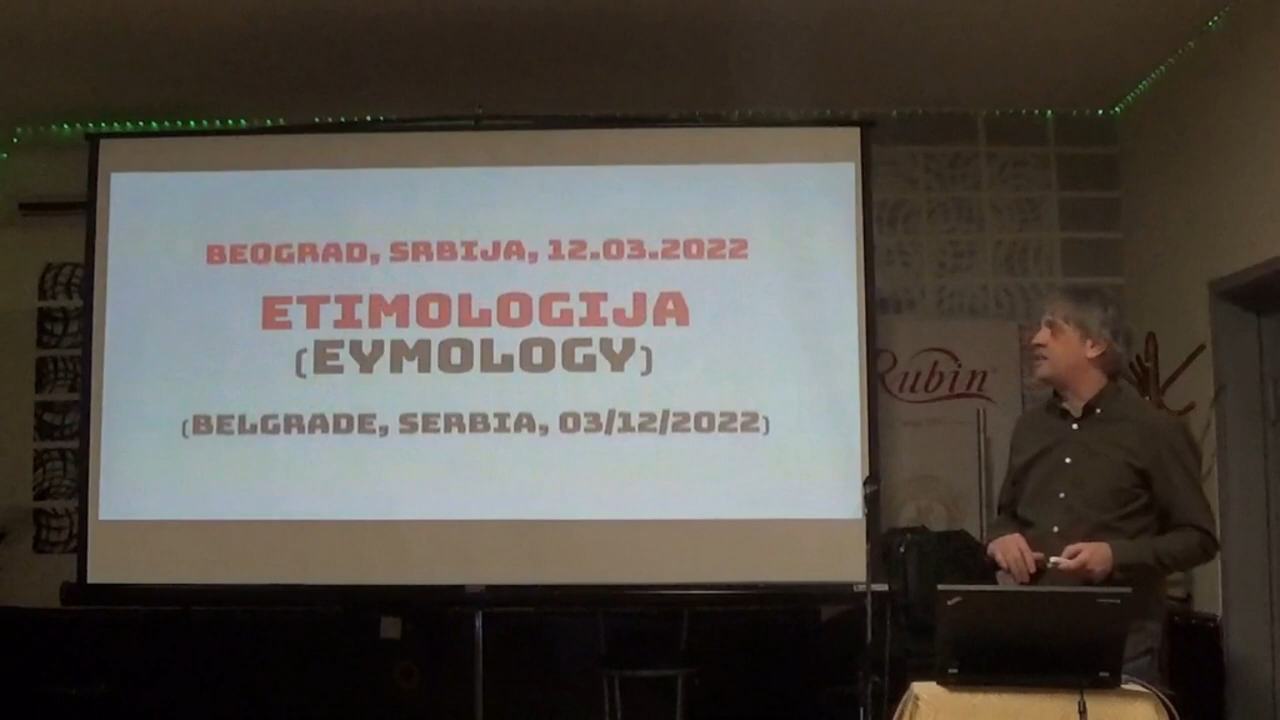 BEOGRAD, SRBIJA, 12.03.2022
ETIMOLOGIJA
(EYMOLOGY)
(BELGRADE, SERBIA, 03/12/2022)
Rubin